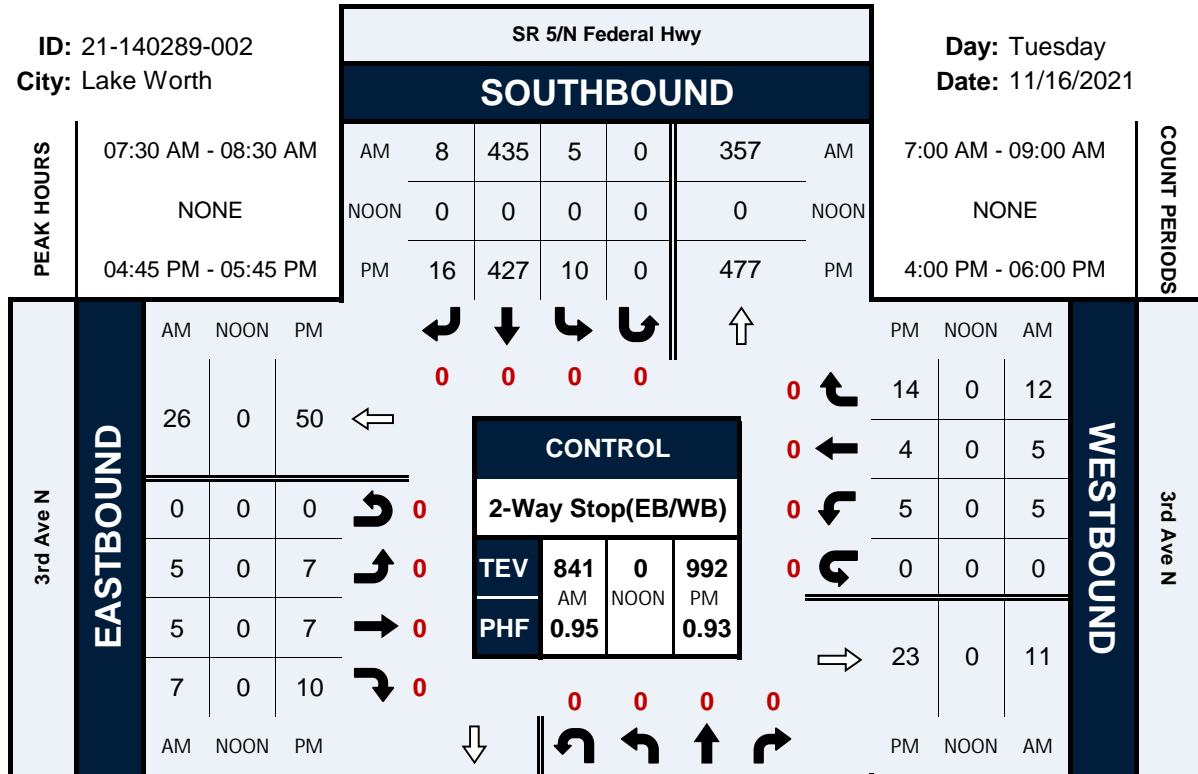 ID: 21-140289-002
City: Lake Worth
SR 5/N Federal Hwy
SOUTHBOUND
Day: Tuesday
Date: 11/16/2021
PEAK HOURS
07:30 AM - 08:30 AM
NONE
04:45 PM - 05:45 PM
AM 8 435 5 0 357 AM
NOON 0 0 0 0 0 NOON
PM 16 427 10 0 477 PM
7:00 AM - 09:00 AM
NONE
4:00 PM - 06:00 PM
COUNT PERIODS
3rd Ave N
EASTBOUND
AM NOON PM
26 0 50
0 0 0 0
5 0 7 0
5 0 7 0
7 0 10 0
AM NOON PM
0 0 0 0
CONTROL
2-Way Stop(EB/WB)
TEV 841 0 992
AM NOON PM
PHF 0.95 0.93
0 0 0 0
PM NOON AM
0 14 0 12
0 4 0 5
0 5 0 5
0 0 0 0
23 0 11
PM NOON AM
WESTBOUND
3rd Ave N